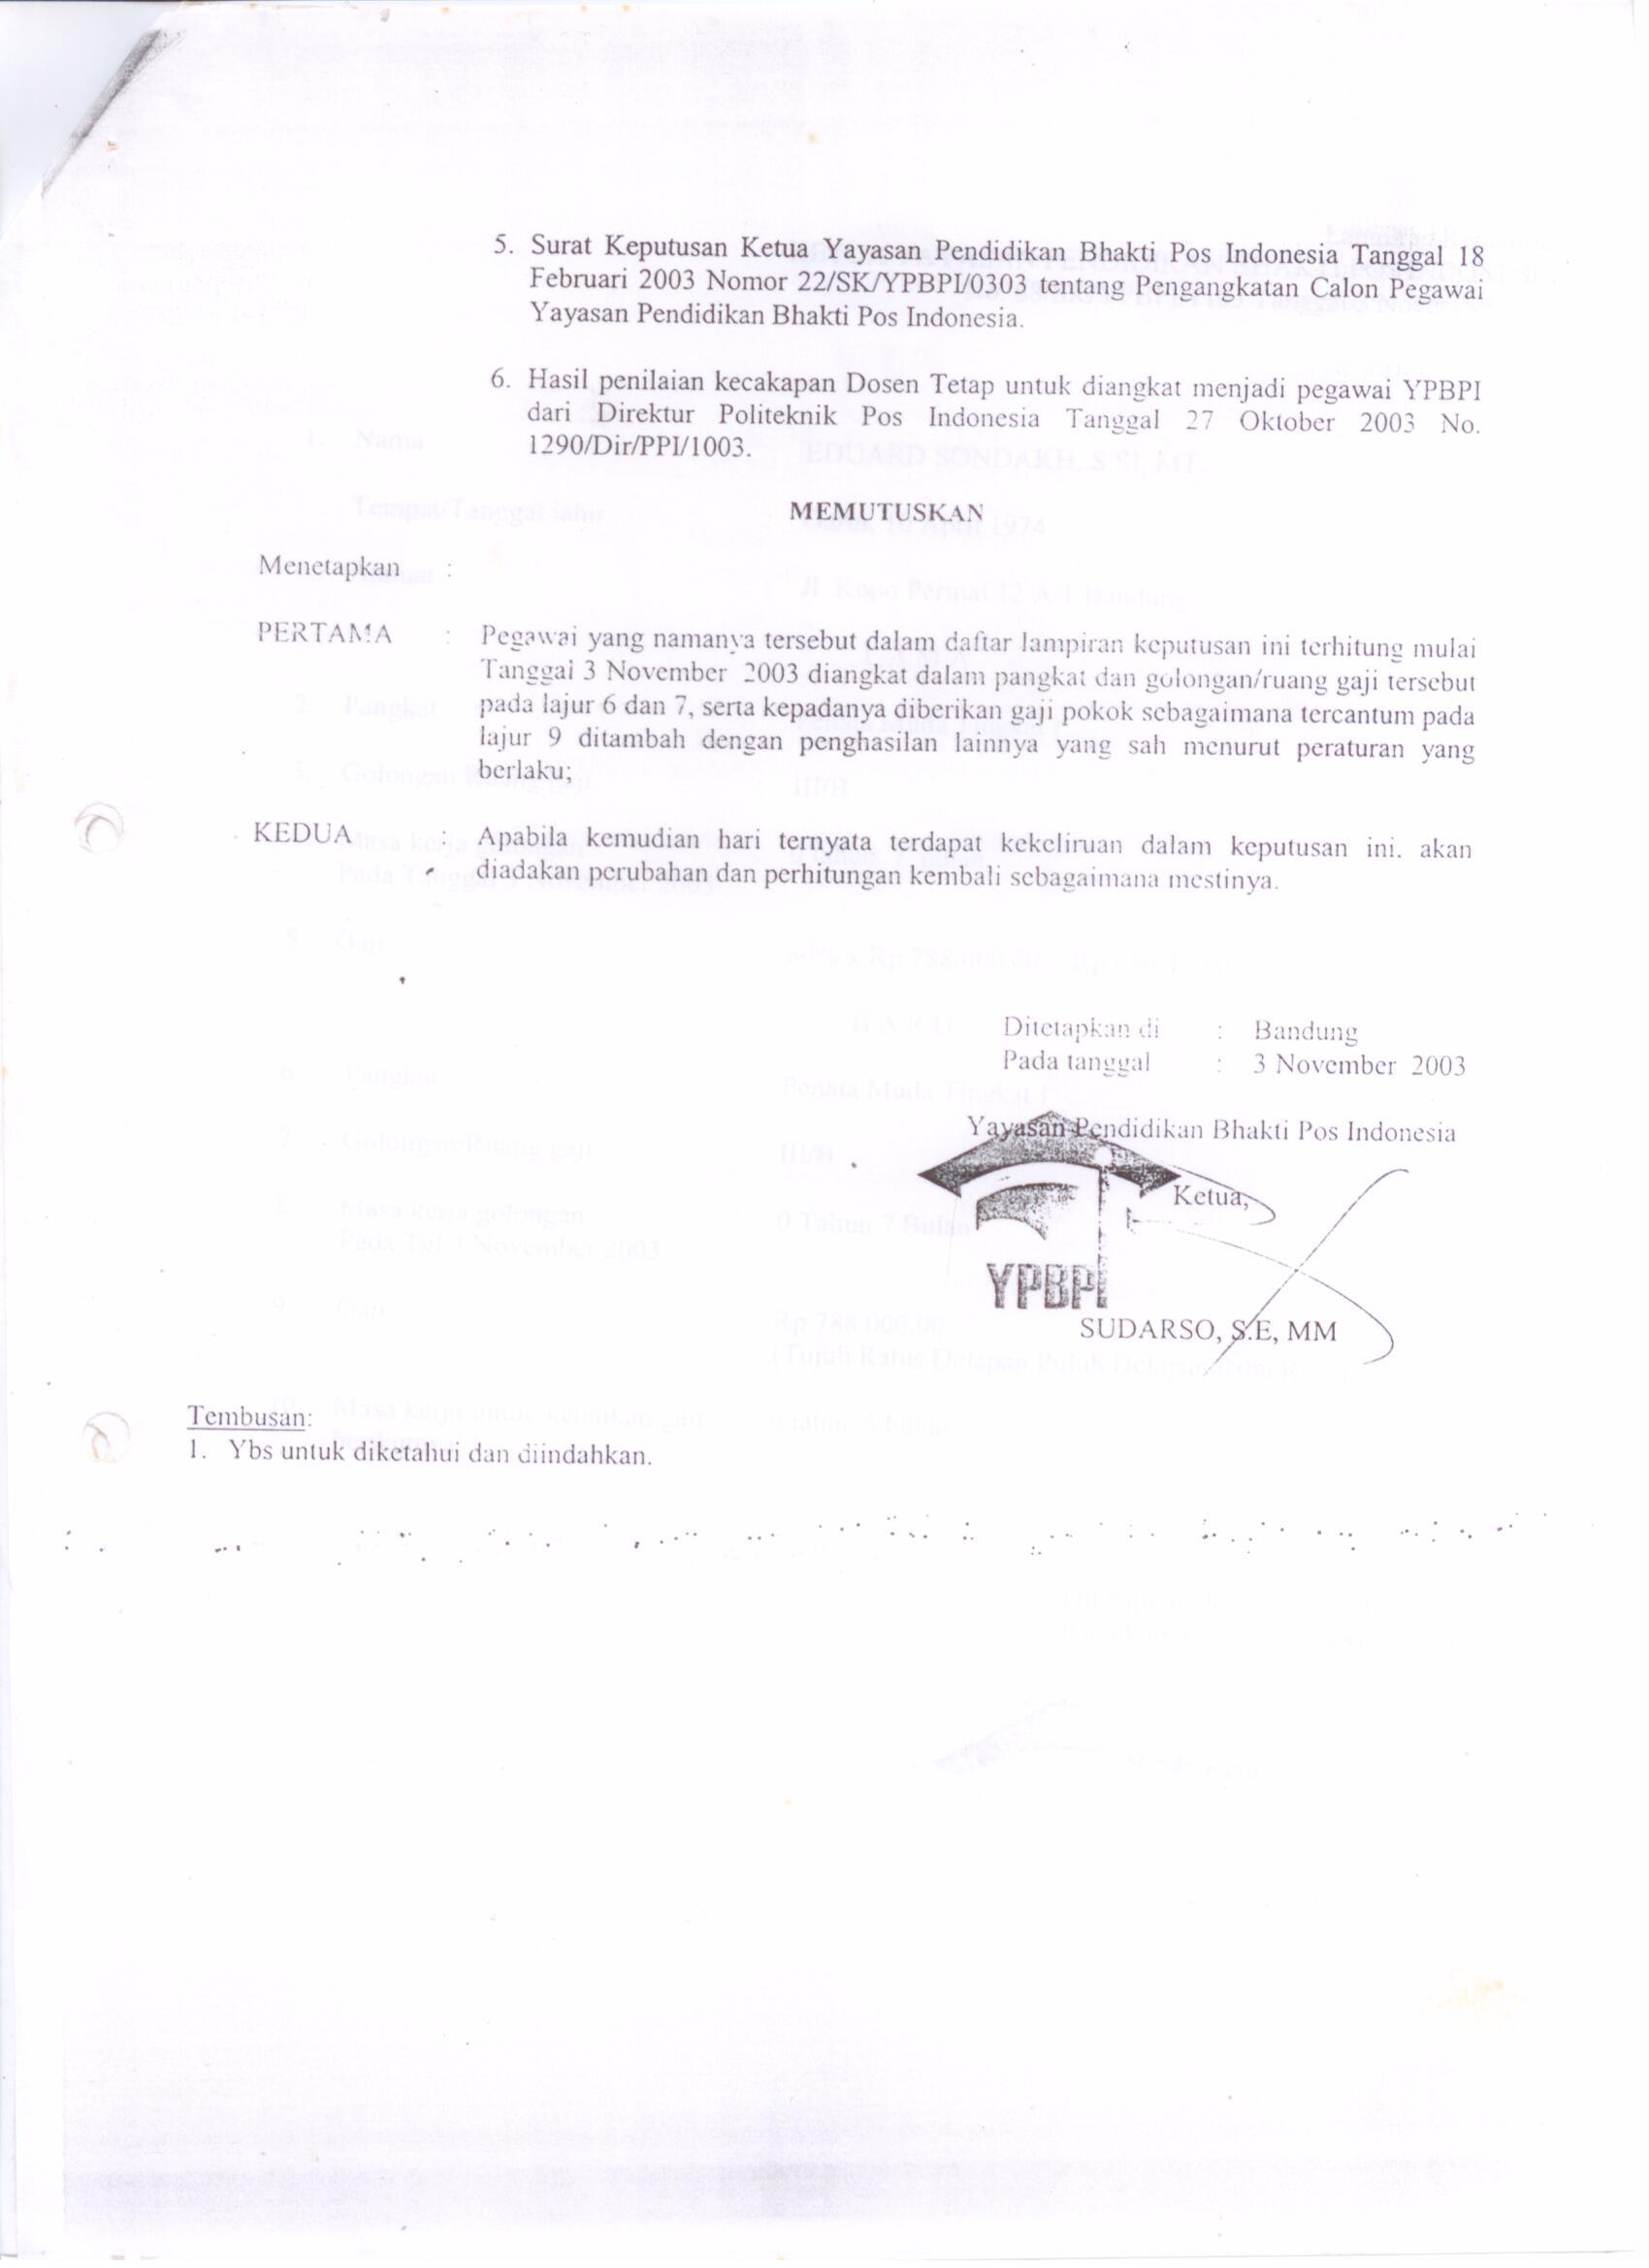 5. Surat Keputusan Ketua Yayasan Pendidikan Bhakti Pos Indonesia Tanggal 18
Februari 2003 Nomor 22/SK/YPBPI/0303 tentang Pengangkatan Calon Pegawai
Yayasan Pendidikan Bhakti Pos Indonesia.
6. Hasil penilaian kecakapan Dosen Tetap untuk diangkat menjadi pegawai YPBPI
dari Direktur Politeknik Pos Indonesia Tanggal 27 Oktober 2003 No.
1290/Dir/PPI/1003.
MEMUTUSKAN
Menetapkan :
PERTAMA : Pegawai yang namanya tersebut dalam daftar lampiran keputusan ini terhitung mulai
Tanggal 3 November 2003 diangkat dalam pangkat dan golongan/ruang gaji tersebut
pada lajur 6 dan 7, serta kepadanya diberikan gaji pokok sebagaimana tercantum pada
lajur 9 ditambah dengan penghasilan lainnya yang sah menurut peraturan yang
berlaku;
KEDUA : Apabila kemudian hari ternyata terdapat kekeliruan dalam keputusan ini. akan
diadakan perubahan dan perhitungan kembali sebagaimana mestinya.
Ditetapkan di : Bandung
Pada tanggal : 3 November 2003
Yayasan Pendidikan Bhakti Pos Indonesia
Ketua,
YPBPI
SUDARSO, S.E, MM
Tembusan:
1. Ybs untuk diketahui dan diindahkan.